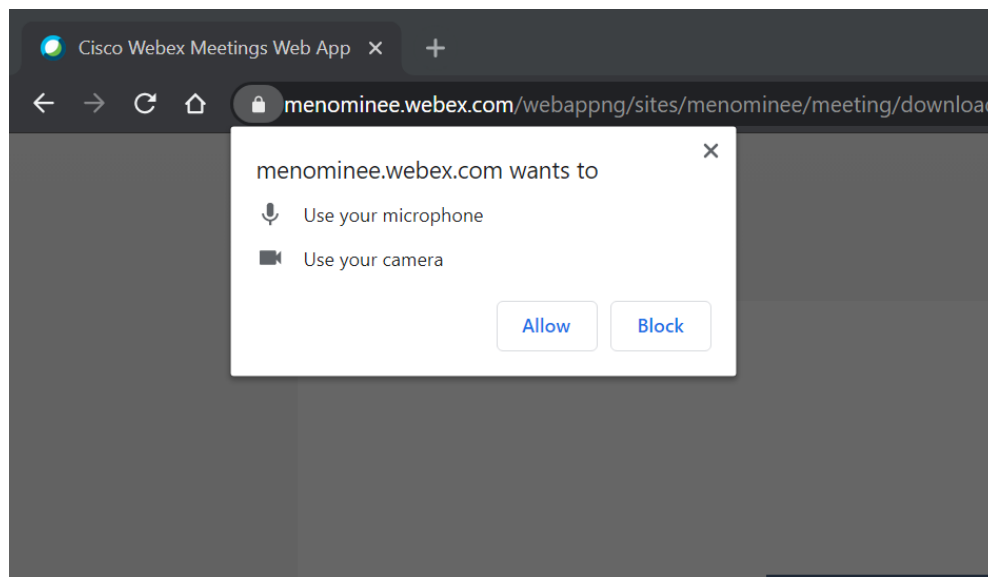 Cisco Webex Meetings Web App
menominee.webex.com/webappng/sites/menominee/meeting/download
menominee.webex.com wants to
Use your microphone
Use your camera
Allow Block